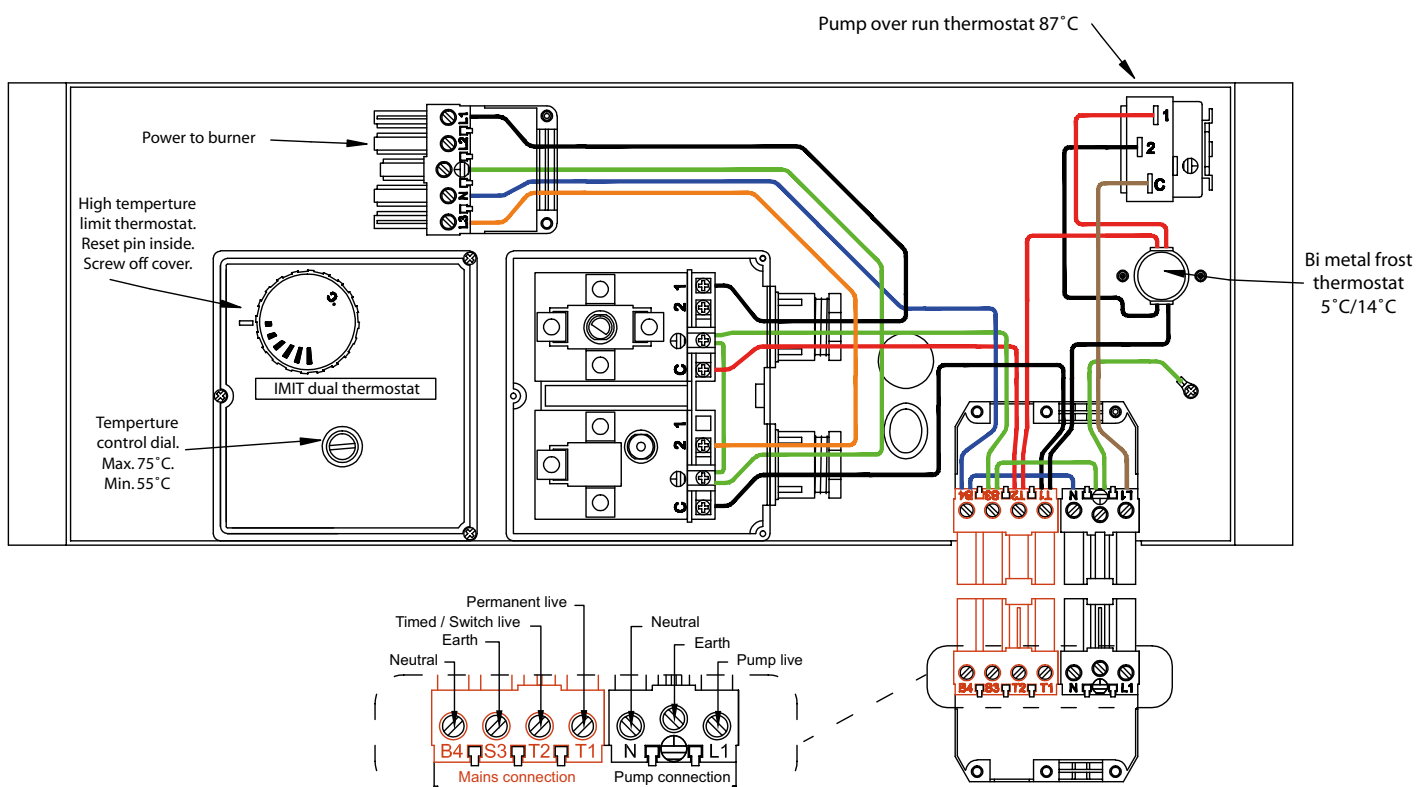 Pump over run thermostat 87˚C
Power to burner
L1
L2
N
L3
1
2
C
High temperture
limit thermostat.
Reset pin inside.
Screw off cover.
C.
IMIT dual thermostat
Temperture
control dial.
Max. 75˚C.
Min. 55˚C
1
2
C
1
2
C
Bi metal frost
thermostat
5˚C/14˚C
B4 S3 T2 T1 N L1
B4 S3 T2 T1 N L1
Permanent live
Timed / Switch live
Earth
Neutral
Neutral
Earth
Pump live
B4 S3 T2 T1 N L1
Mains connection
Pump connection